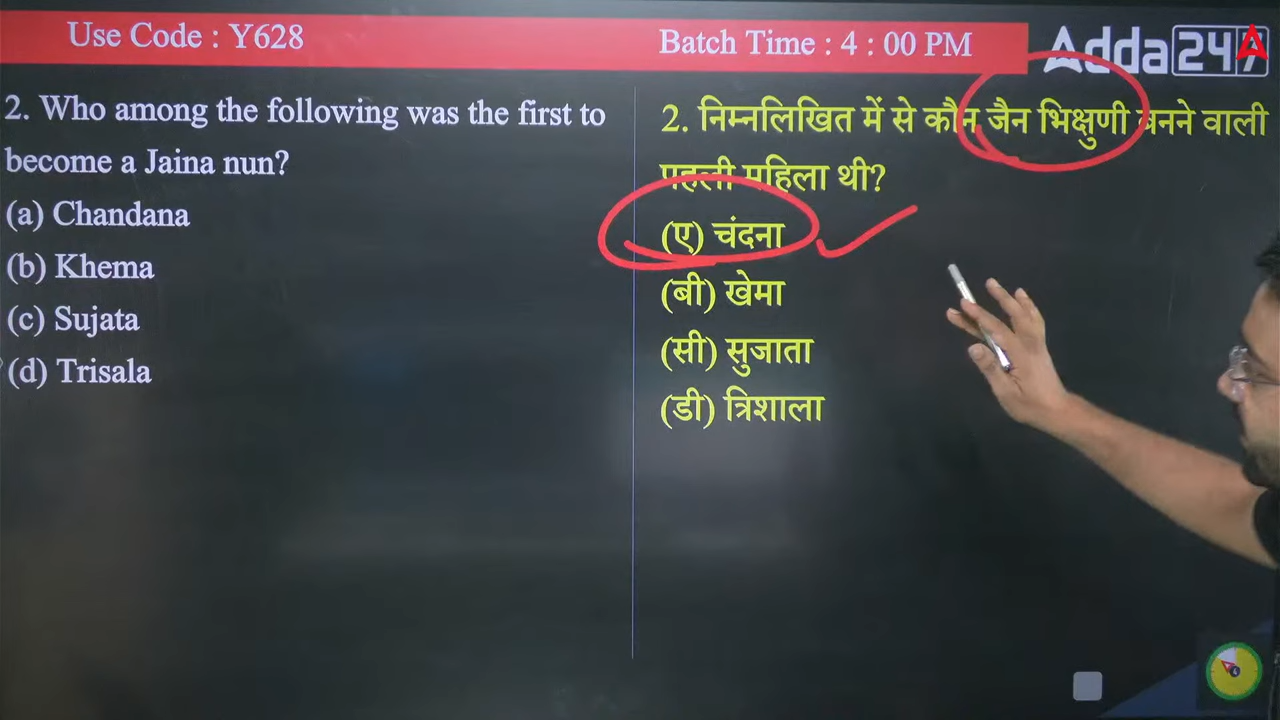 Use Code : Y628
Batch Time : 4 : 00 PM
Adda247
2. Who among the following was the first to
become a Jaina nun?
(a) Chandana
(b) Khema
(c) Sujata
(d) Trisala
2. निम्नलिखित में से कौन जैन भिक्षुणी बनने वाली
पहली महिला थी?
(ए) चंदना
(बी) खेमा
(सी) सुजाता
(डी) त्रिशाला